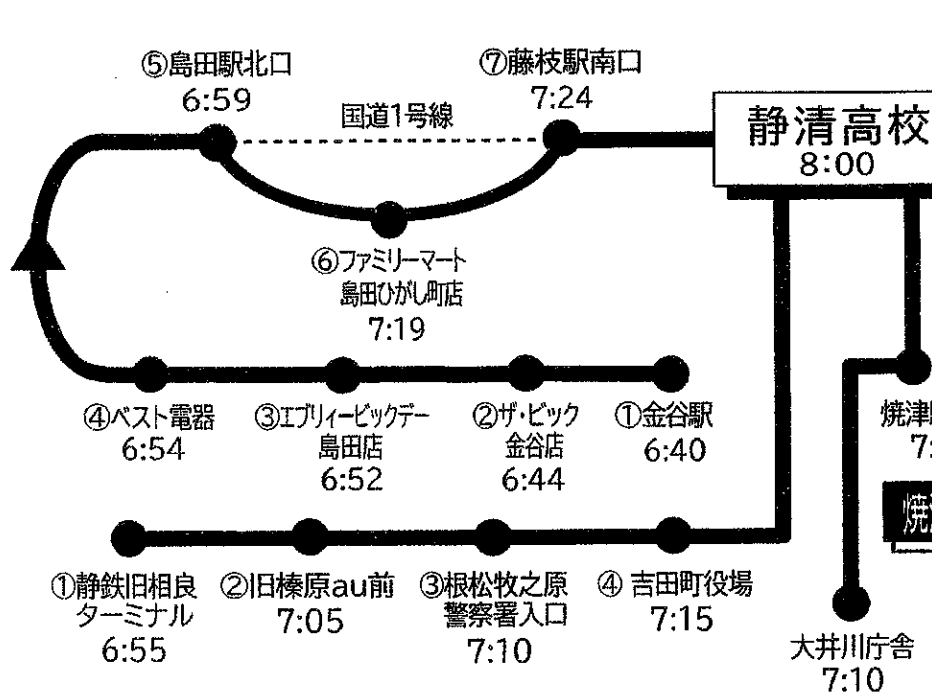 ⑤島田駅北口
6:59
⑦藤枝駅南口
7:24
国道1号線
静清高校
8:00
⑥ファミリーマート
島田ひがし町店
7:19
④ベスト電器
6:54
③エブリィービックデー
島田店
6:52
②ザ・ビック
金谷店
6:44
①金谷駅
6:40
焼津
7:
焼
①静鉄旧相良
ターミナル
6:55
②旧榛原au前
7:05
③根松牧之原
警察署入口
7:10
④ 吉田町役場
7:15
大井川庁舎
7:10